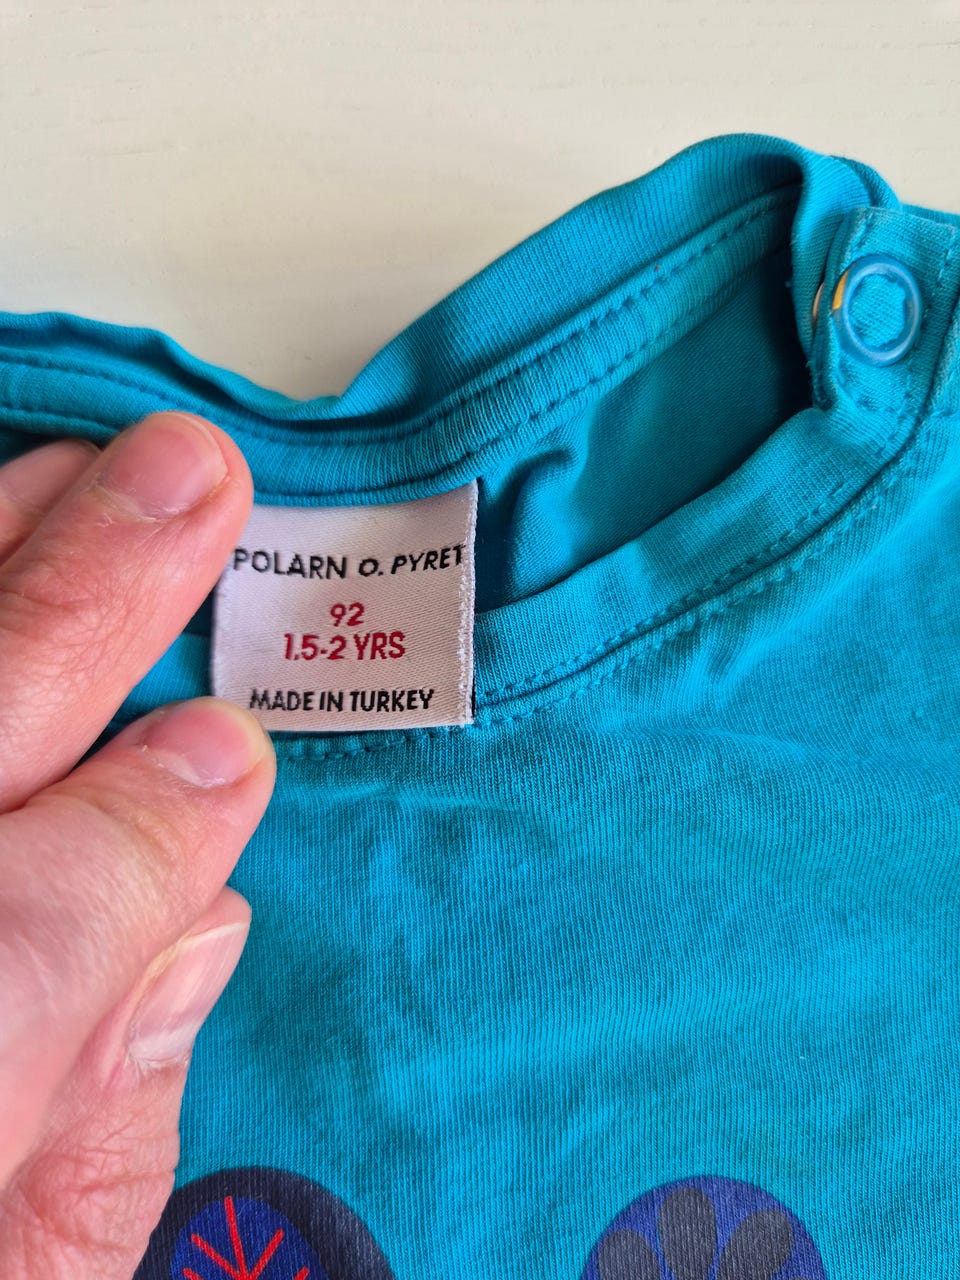 POLARN O. PYRET
92
1,5-2 YRS
MADE IN TURKEY